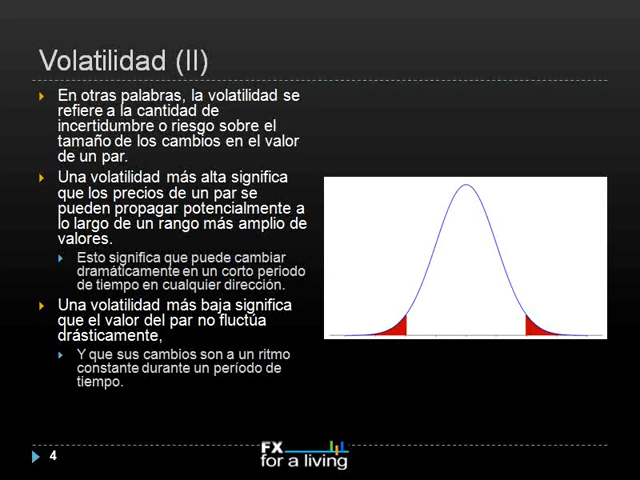 Volatilidad (II)
En otras palabras, la volatilidad se
refiere a la cantidad de
incertidumbre o riesgo sobre el
tamaño de los cambios en el valor
de un par.
Una volatilidad más alta significa
que los precios de un par se
pueden propagar potencialmente a
lo largo de un rango más amplio de
valores.
Esto significa que puede cambiar
dramáticamente en un corto periodo
de tiempo en cualquier dirección.
Una volatilidad más baja significa
que el valor del par no fluctúa
drásticamente,
Y que sus cambios son a un ritmo
constante durante un período de
tiempo.
4
FX
for a living